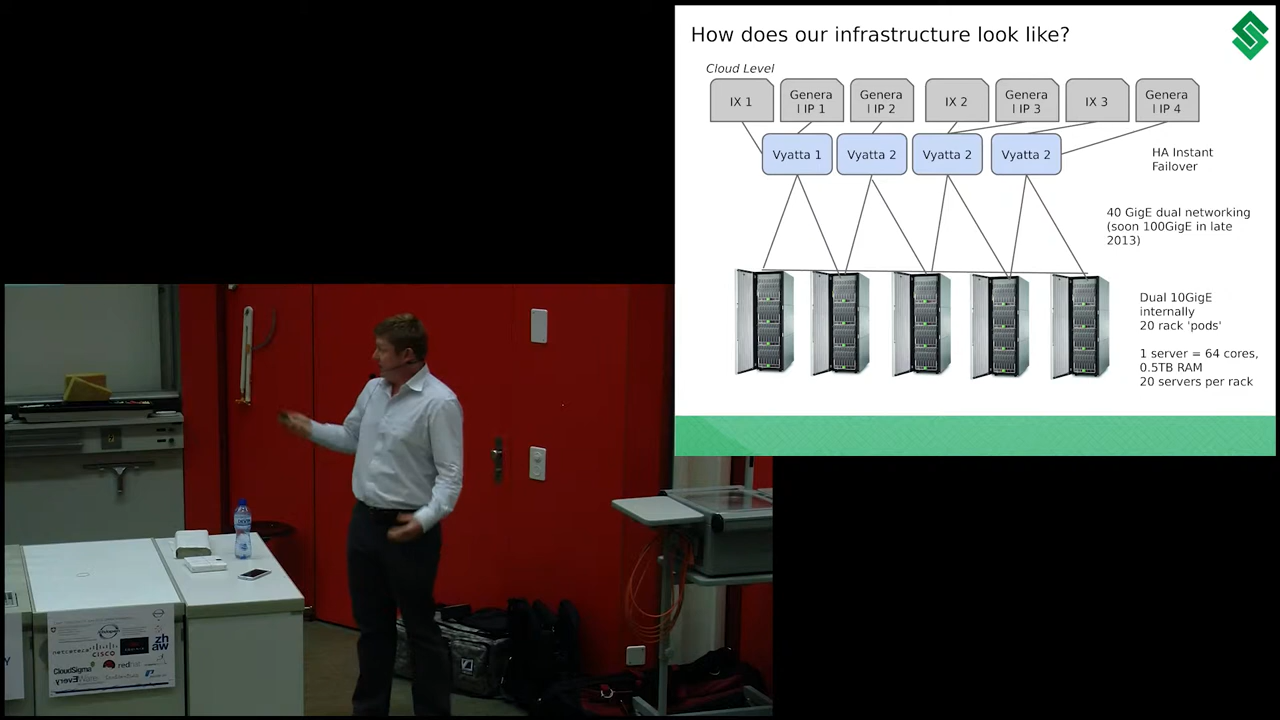 How does our infrastructure look like?
Cloud Level
IX 1
Genera
l IP 1
Genera
l IP 2
IX 2
Genera
l IP 3
IX 3
Genera
l IP 4
Vyatta 1
Vyatta 2
Vyatta 2
Vyatta 2
HA Instant
Failover
40 GigE dual networking
(soon 100GigE in late
2013)
Dual 10GigE
internally
20 rack 'pods'
1 server = 64 cores,
0.5TB RAM
20 servers per rack
netcetera
CISCO
zh
aw
CloudSigma
redhat